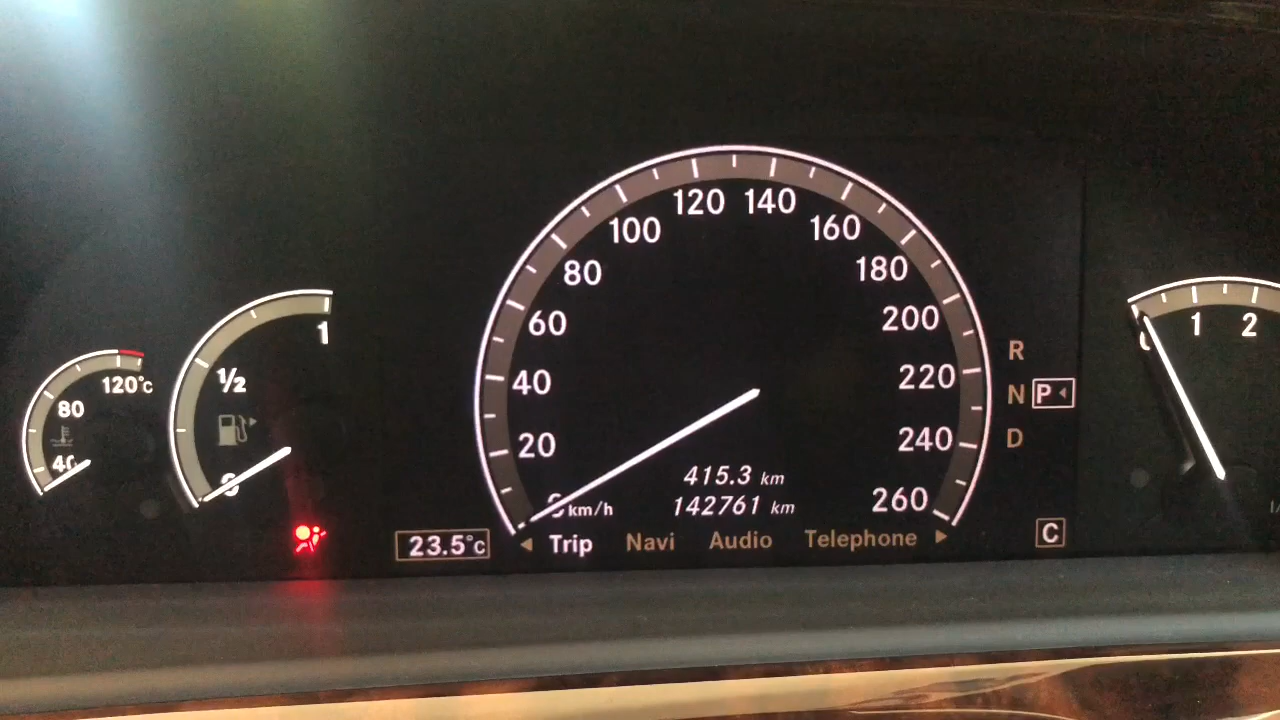 120°C
80
40
1
½
20
40
60
80
100
120
140
160
180
200
220
240
260
km/h
415.3 km
142761 km
23.5°C
Trip Navi Audio Telephone
R
N P
D
C
1 2